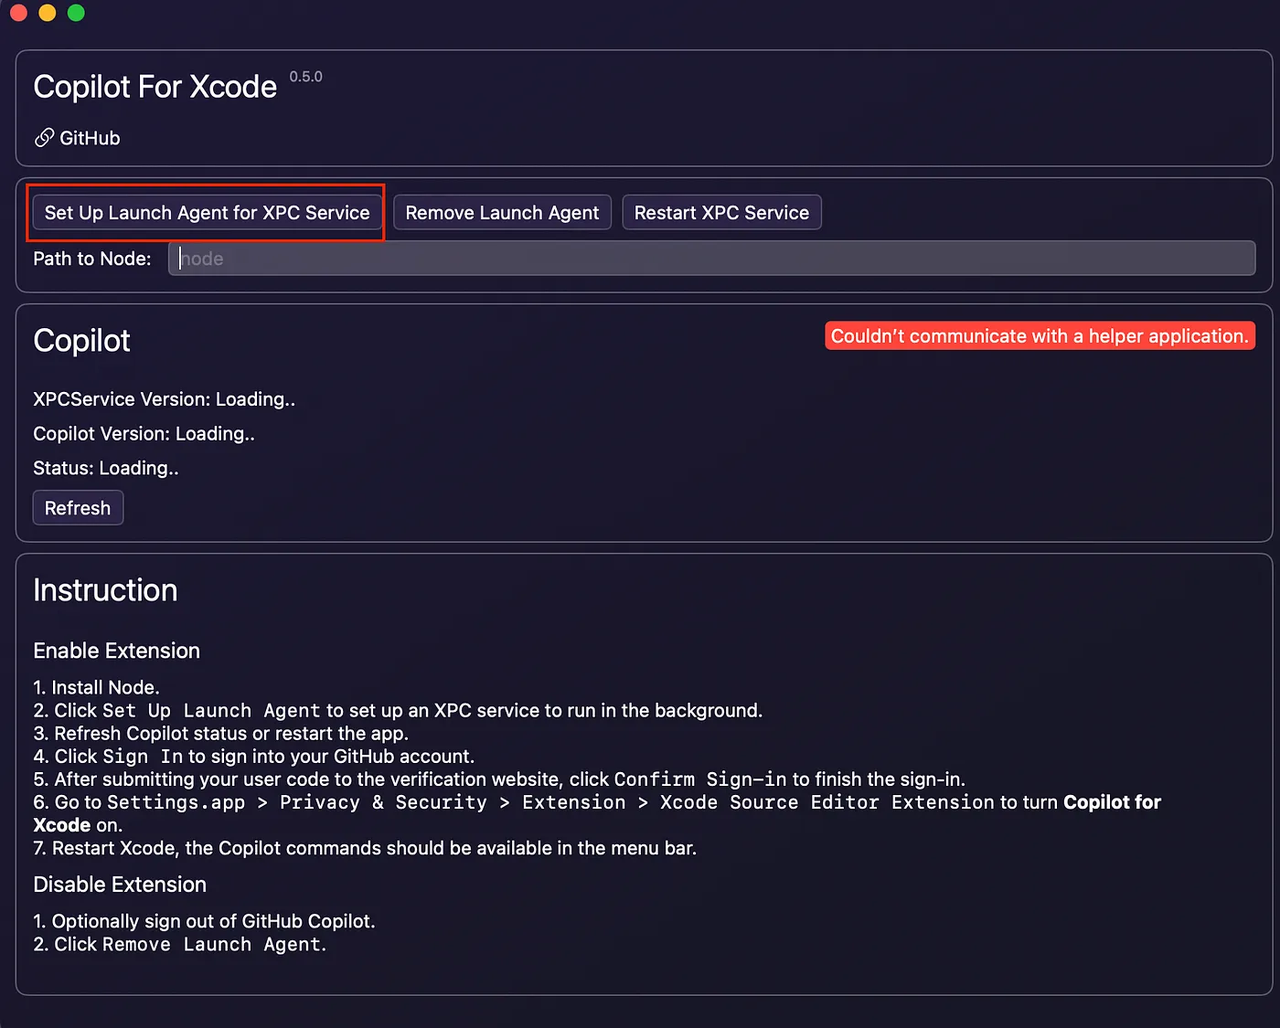 Copilot For Xcode 0.5.0
GitHub
Set Up Launch Agent for XPC Service Remove Launch Agent Restart XPC Service
Path to Node: node
Copilot Couldn’t communicate with a helper application.
XPCService Version: Loading..
Copilot Version: Loading..
Status: Loading..
Refresh
Instruction
Enable Extension
1. Install Node.
2. Click Set Up Launch Agent to set up an XPC service to run in the background.
3. Refresh Copilot status or restart the app.
4. Click Sign In to sign into your GitHub account.
5. After submitting your user code to the verification website, click Confirm Sign-in to finish the sign-in.
6. Go to Settings.app > Privacy & Security > Extension > Xcode Source Editor Extension to turn Copilot for
Xcode on.
7. Restart Xcode, the Copilot commands should be available in the menu bar.
Disable Extension
1. Optionally sign out of GitHub Copilot.
2. Click Remove Launch Agent.